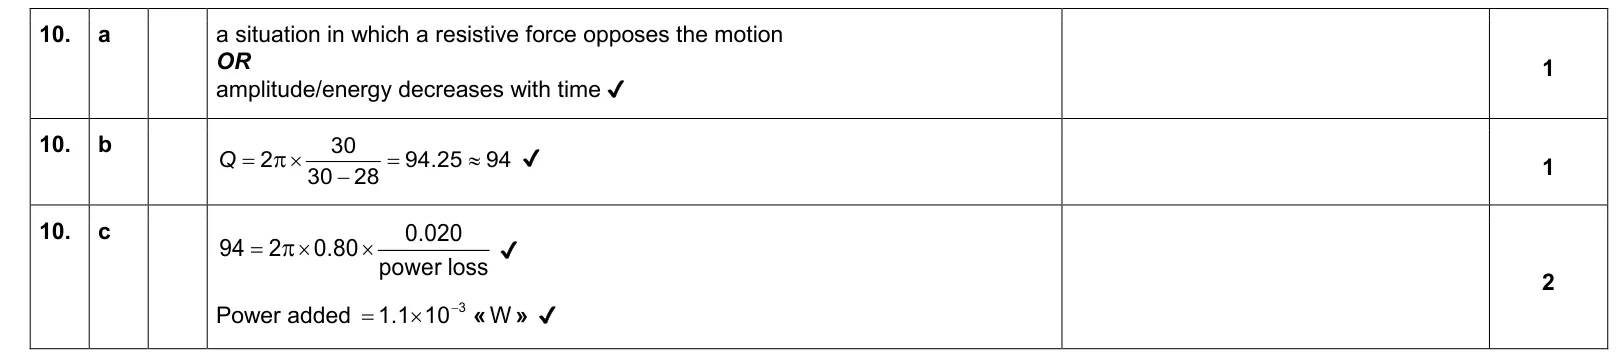 10. a a situation in which a resistive force opposes the motion
OR
amplitude/energy decreases with time ✓
1
10. b Q = 2π × 30 / (30 − 28) = 94.25 ≈ 94 ✓
1
10. c 94 = 2π × 0.80 × 0.020 / power loss ✓
Power added = 1.1×10⁻³ «W» ✓
2